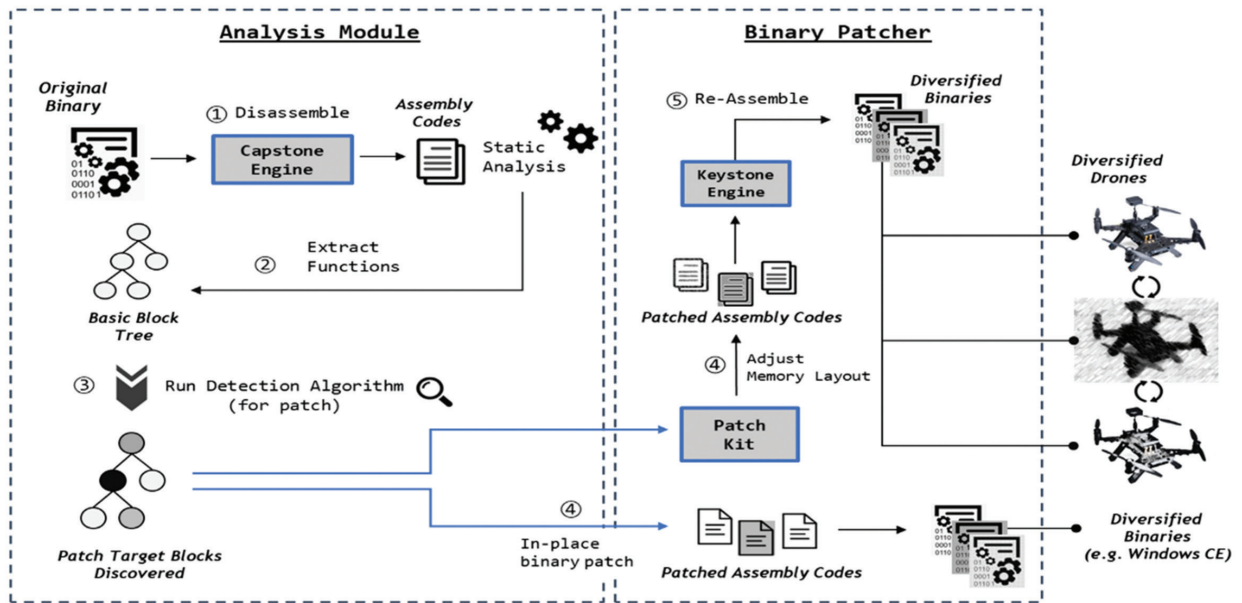 Analysis Module
Original
Binary
① Disassemble
Capstone
Engine
Assembly
Codes
Static
Analysis
② Extract
Functions
Basic Block
Tree
③ Run Detection Algorithm
(for patch)
Patch Target Blocks
Discovered
④
In-place
binary patch
Binary Patcher
⑤ Re-Assemble
Diversified
Binaries
Keystone
Engine
Patched Assembly Codes
④ Adjust
Memory Layout
Patch
Kit
Patched Assembly Codes
Diversified
Drones
Diversified
Binaries
(e.g. Windows CE)